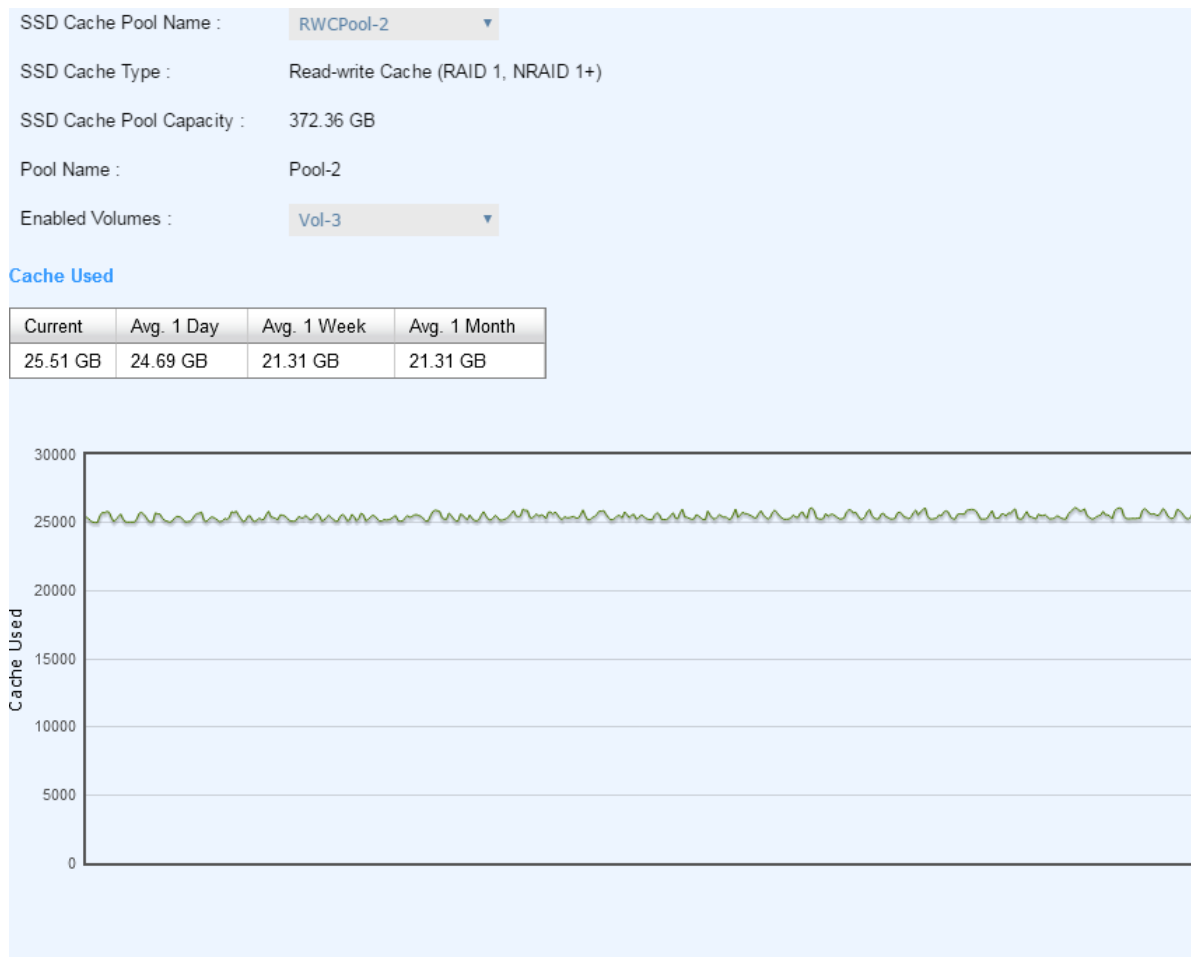 SSD Cache Pool Name : RWCPool-2
SSD Cache Type : Read-write Cache (RAID 1, NRAID 1+)
SSD Cache Pool Capacity : 372.36 GB
Pool Name : Pool-2
Enabled Volumes : Vol-3
Cache Used
Current Avg. 1 Day Avg. 1 Week Avg. 1 Month
25.51 GB 24.69 GB 21.31 GB 21.31 GB
30000
25000
20000
15000
10000
5000
0
Cache Used